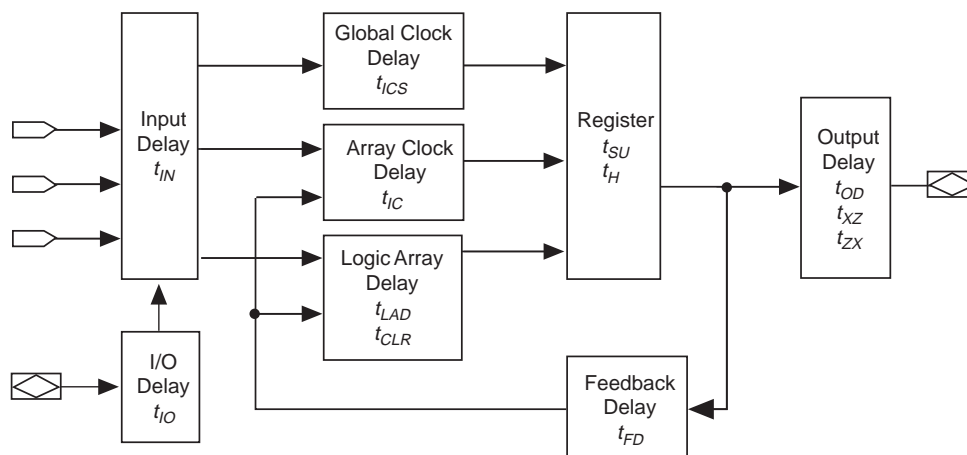 Input
Delay
tIN
I/O
Delay
tIO
Global Clock
Delay
tICS
Array Clock
Delay
tIC
Logic Array
Delay
tLAD
tCLR
Register
tSU
tH
Feedback
Delay
tFD
Output
Delay
tOD
tXZ
tZX